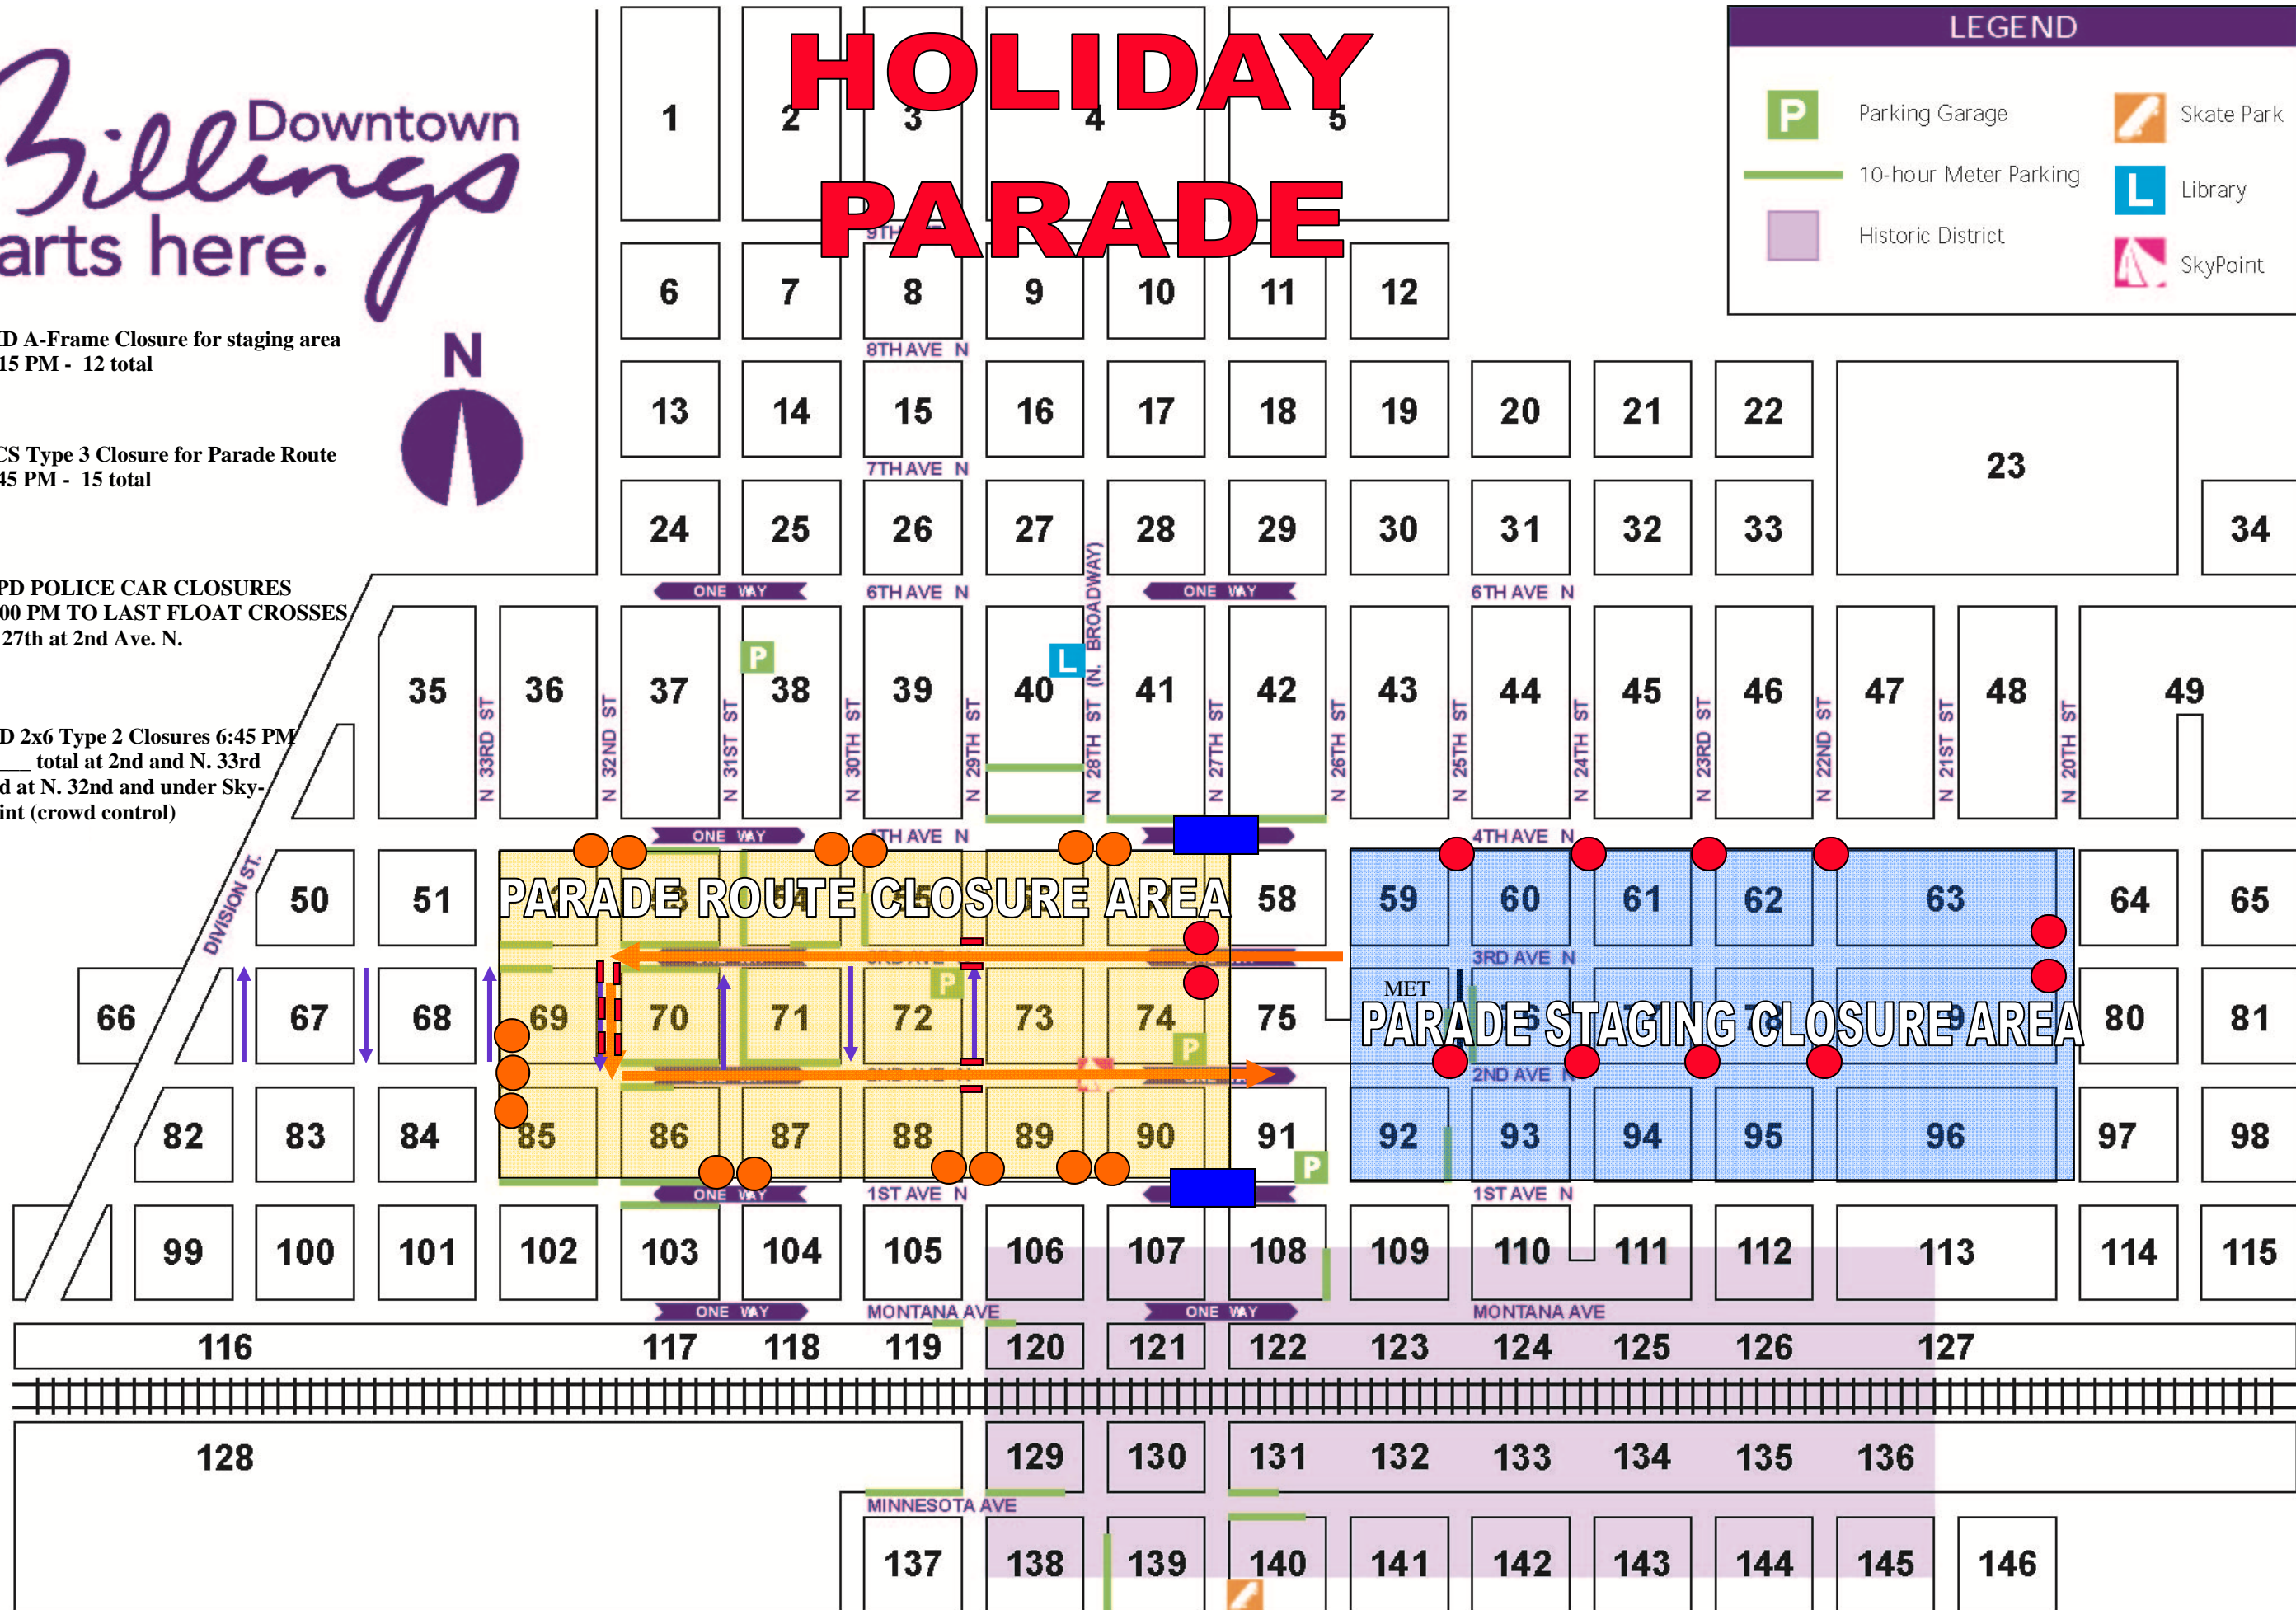 HOLIDAY
PARADE
Billings
Downtown
arts here.
N
LEGEND
P Parking Garage
10-hour Meter Parking
Historic District
Skate Park
L Library
SkyPoint
D A-Frame Closure for staging area
15 PM - 12 total
CS Type 3 Closure for Parade Route
45 PM - 15 total
PD POLICE CAR CLOSURES
00 PM TO LAST FLOAT CROSSES
27th at 2nd Ave. N.
D 2x6 Type 2 Closures 6:45 PM
___ total at 2nd and N. 33rd
d at N. 32nd and under Sky-
int (crowd control)
1 2 3 4 5
9TH
6 7 8 9 10 11 12
8TH AVE N
13 14 15 16 17 18 19 20 21 22 23
7TH AVE N
24 25 26 27 28 29 30 31 32 33 34
ONE WAY 6TH AVE N ONE WAY 6TH AVE N
P L
35 36 37 38 39 40 41 42 43 44 45 46 47 48 49
N 33RD ST
N 32ND ST
N 31ST ST
N 30TH ST
N 29TH ST
N 28TH ST (N. BROADWAY)
N 27TH ST
N 26TH ST
N 25TH ST
N 24TH ST
N 23RD ST
N 22ND ST
N 21ST ST
N 20TH ST
DIVISION ST.
ONE WAY 4TH AVE N 4TH AVE N
50 51 58 59 60 61 62 63 64 65
PARADE ROUTE CLOSURE AREA
3RD AVE N 3RD AVE N
P
MET
66 67 68 69 70 71 72 73 74 75 76 78 80 81
PARADE STAGING CLOSURE AREA
P
2ND AVE N 2ND AVE N
82 83 84 85 86 87 88 89 90 91 92 93 94 95 96 97 98
P
ONE WAY 1ST AVE N 1ST AVE N
99 100 101 102 103 104 105 106 107 108 109 110 111 112 113 114 115
ONE WAY MONTANA AVE ONE WAY MONTANA AVE
116 117 118 119 120 121 122 123 124 125 126 127
128 129 130 131 132 133 134 135 136
MINNESOTA AVE
137 138 139 140 141 142 143 144 145 146